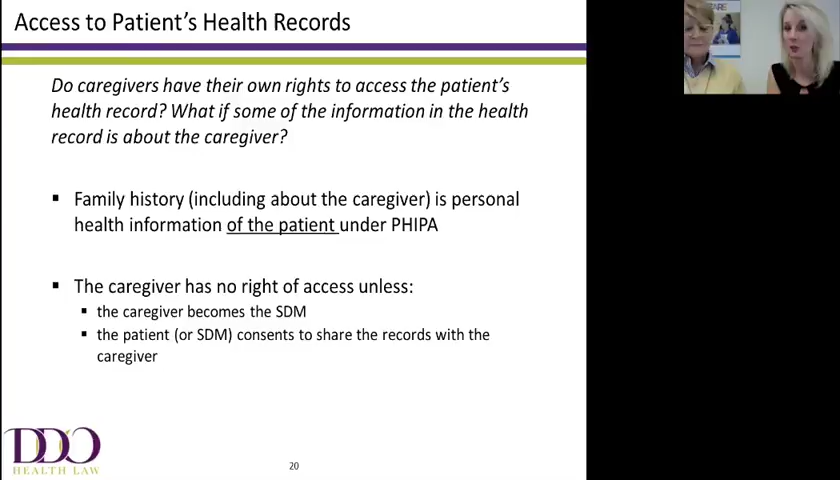 Access to Patient's Health Records
Do caregivers have their own rights to access the patient's
health record? What if some of the information in the health
record is about the caregiver?
▪ Family history (including about the caregiver) is personal
health information of the patient under PHIPA
▪ The caregiver has no right of access unless:
▪ the caregiver becomes the SDM
▪ the patient (or SDM) consents to share the records with the
caregiver
DDO
HEALTH LAW
20